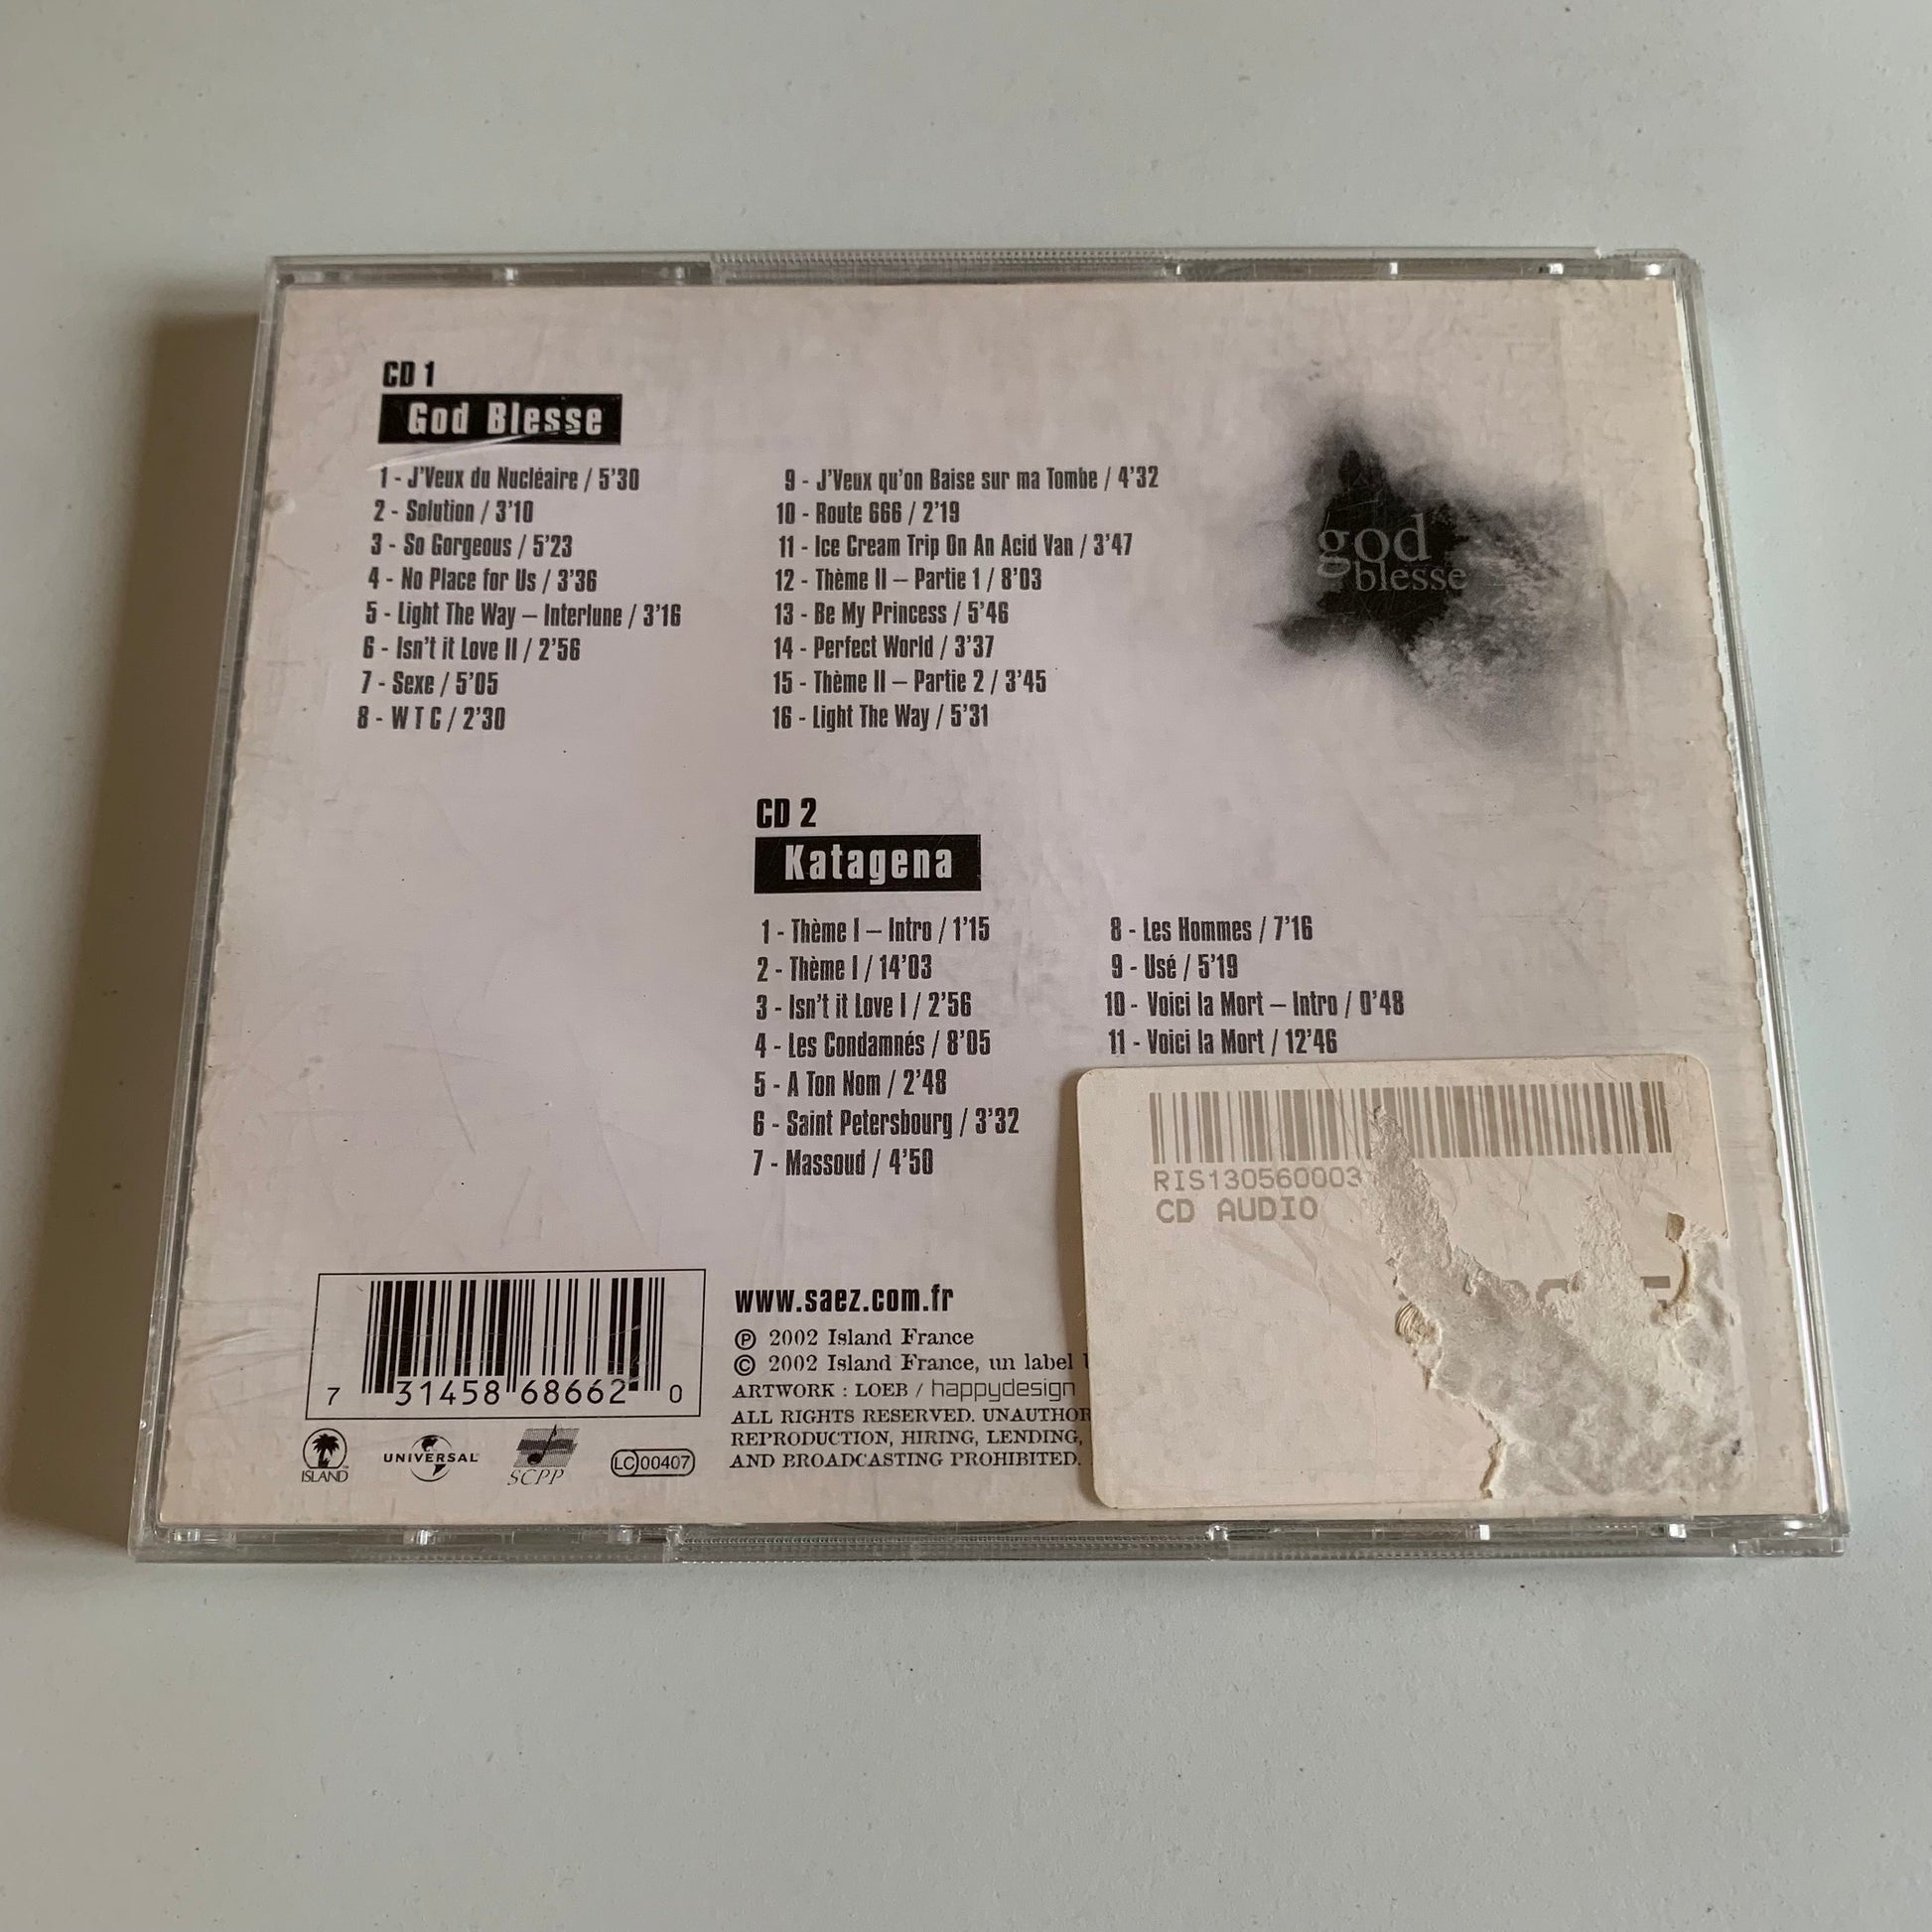 CD 1
God Blesse
1 - J'Veux du Nucléaire / 5'30
2 - Solution / 3'10
3 - So Gorgeous / 5'23
4 - No Place for Us / 3'36
5 - Light The Way – Interlune / 3'16
6 - Isn't it Love II / 2'56
7 - Sexe / 5'05
8 - W T C / 2'30
9 - J'Veux qu'on Baise sur ma Tombe / 4'32
10 - Route 666 / 2'19
11 - Ice Cream Trip On An Acid Van / 3'47
12 - Thème II – Partie 1 / 8'03
13 - Be My Princess / 5'46
14 - Perfect World / 3'37
15 - Thème II – Partie 2 / 3'45
16 - Light The Way / 5'31
god
blesse
CD 2
Katagena
1 - Thème I – Intro / 1'15
2 - Thème I / 14'03
3 - Isn't it Love I / 2'56
4 - Les Condamnés / 8'05
5 - A Ton Nom / 2'48
6 - Saint Petersbourg / 3'32
7 - Massoud / 4'50
8 - Les Hommes / 7'16
9 - Usé / 5'19
10 - Voici la Mort – Intro / 0'48
11 - Voici la Mort / 12'46
RIS130560003
CD AUDIO
7 31458 68662 0
ISLAND
UNIVERSAL
SCPP
LC 00407
www.saez.com.fr
℗ 2002 Island France
© 2002 Island France, un label
ARTWORK : LOEB / happydesign
ALL RIGHTS RESERVED. UNAUTHOR
REPRODUCTION, HIRING, LENDING,
AND BROADCASTING PROHIBITED.